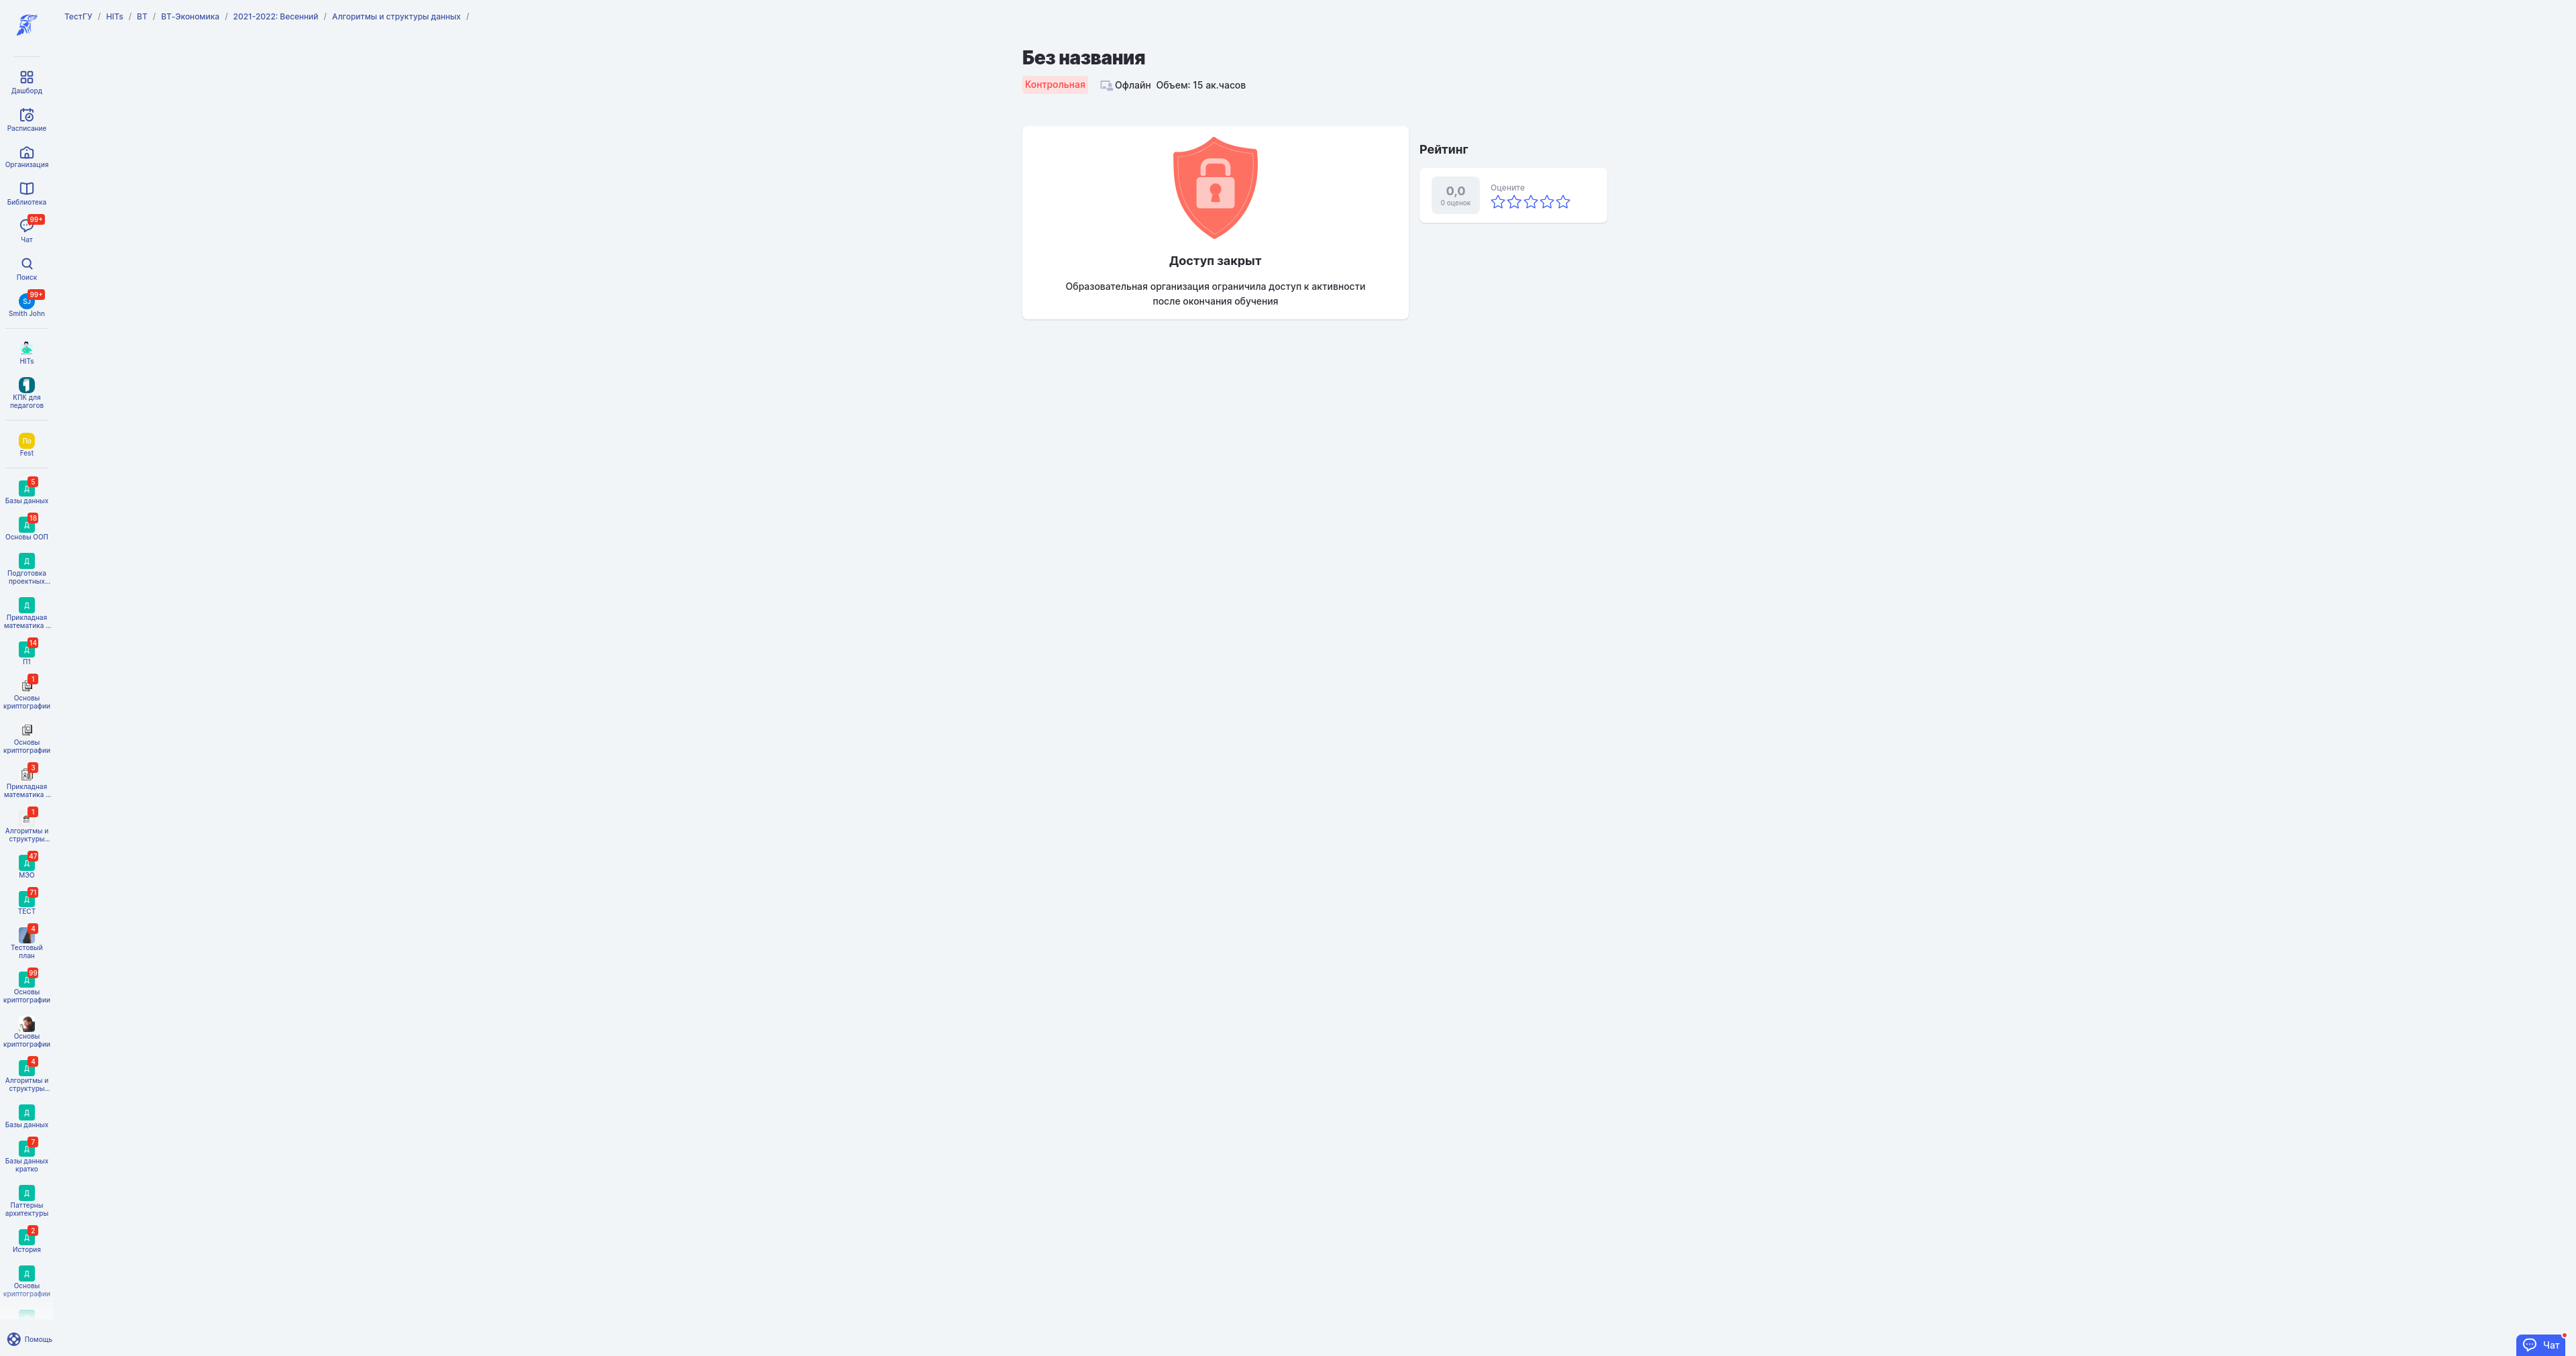 ТестГУ / HITs / ВТ / ВТ-Экономика / 2021-2022: Весенний / Алгоритмы и структуры данных /
Дашборд
Расписание
Организация
Библиотека
99+
Чат
Поиск
99+
SJ
Smith John
HITs
КПК для
педагогов
Па
Fest
5
Д
Базы данных
18
Д
Основы ООП
Д
Подготовка
проектных...
Д
Прикладная
математика ...
14
Д
П1
1
Основы
криптографии
Основы
криптографии
3
Прикладная
математика ...
1
Алгоритмы и
структуры...
47
Д
МЭО
71
Д
ТЕСТ
4
Тестовый
план
99
Д
Основы
криптографии
Основы
криптографии
4
Д
Алгоритмы и
структуры...
Д
Базы данных
7
Д
Базы данных
кратко
Д
Паттерны
архитектуры
2
Д
История
Д
Основы
криптографии
Помощь
Без названия
Контрольная Офлайн Объем: 15 ак.часов
Доступ закрыт
Образовательная организация ограничила доступ к активности
после окончания обучения
Рейтинг
0,0
0 оценок
Оцените
Чат